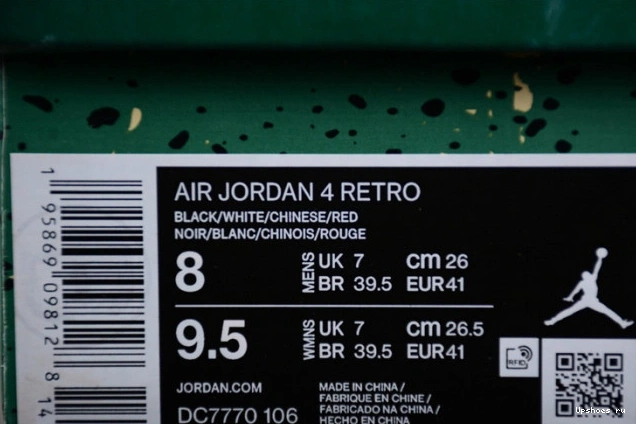 AIR JORDAN 4 RETRO
BLACK/WHITE/CHINESE/RED
NOIR/BLANC/CHINOIS/ROUGE
8 MENS UK 7 cm 26
BR 39.5 EUR 41
9.5 WMNS UK 7 cm 26.5
BR 39.5 EUR 41
JORDAN.COM
DC7770 106
MADE IN CHINA /
FABRIQUE EN CHINE /
FABRICADO NA CHINA /
HECHO EN CHINA
RFID
1 95869 09812 8 14
Upshoes.ru